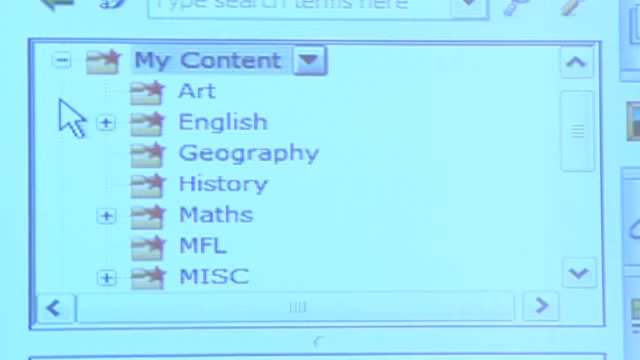 Type search terms here
My Content
Art
English
Geography
History
Maths
MFL
MISC